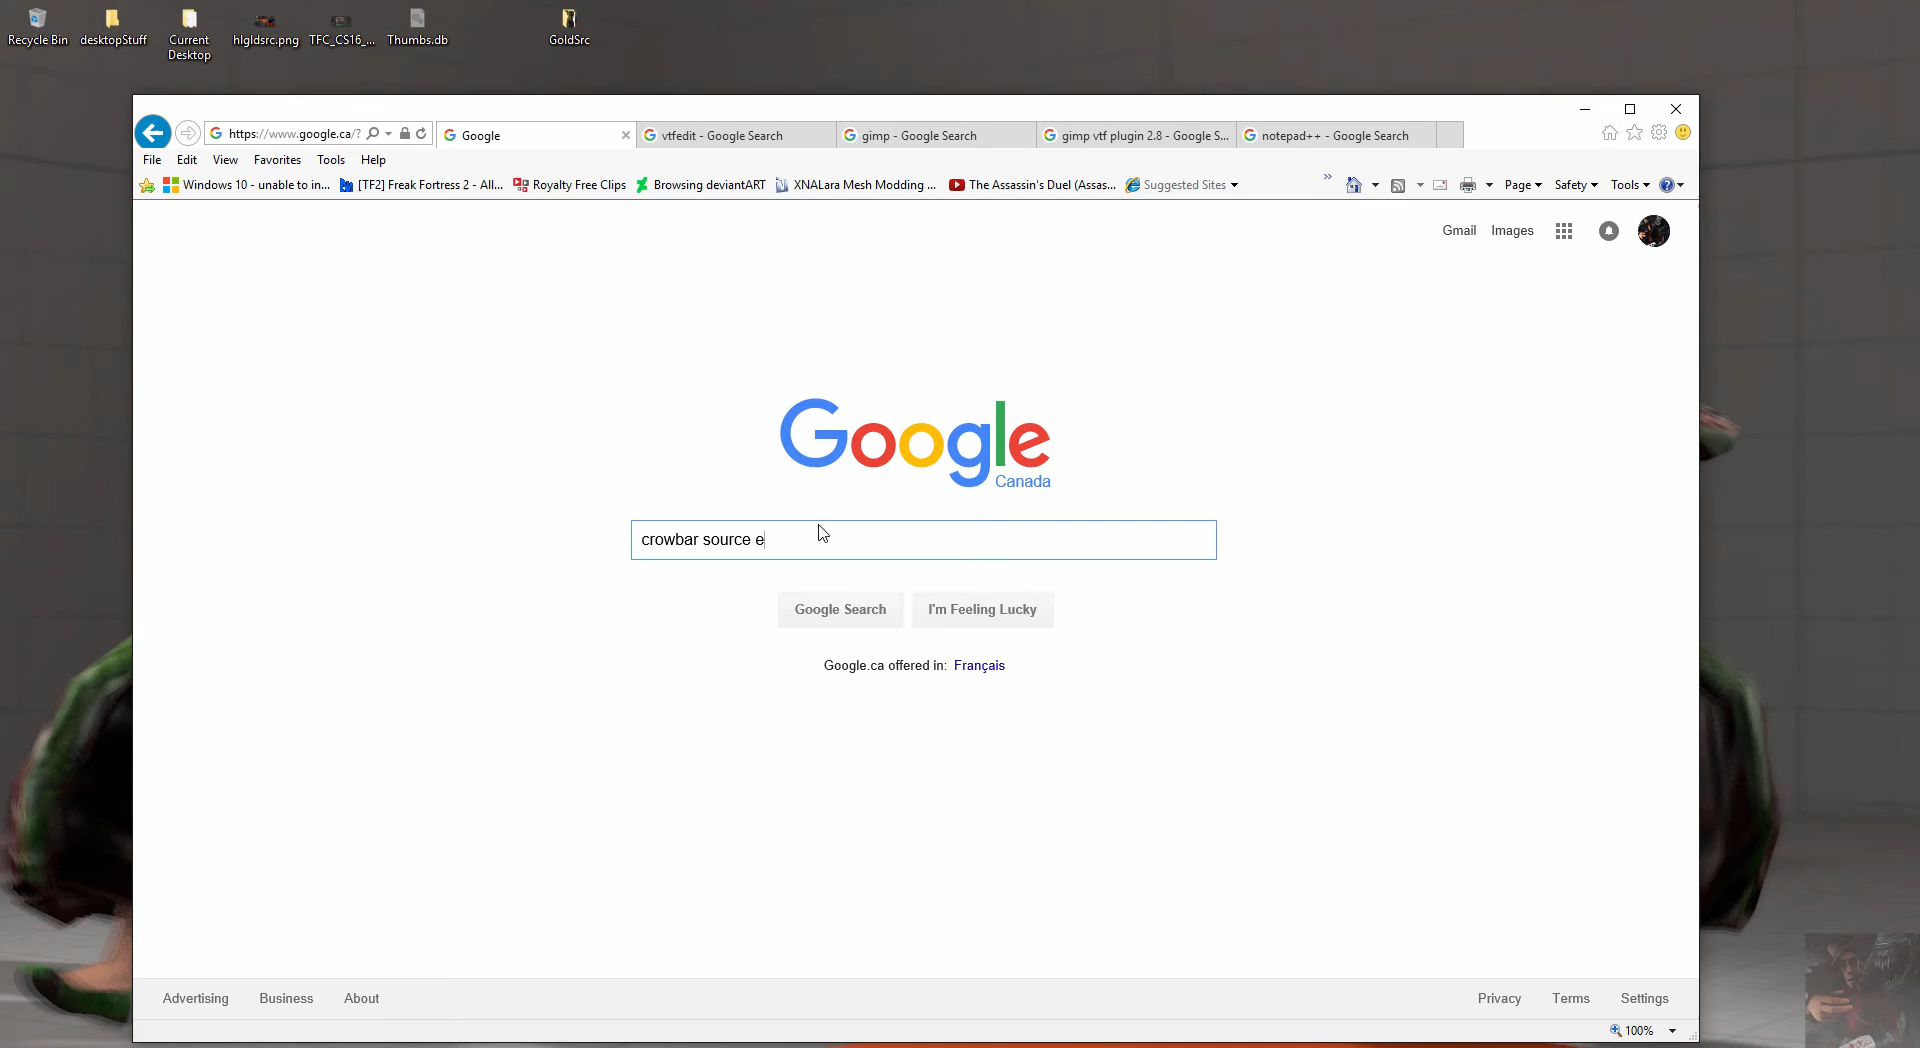 Recycle Bin
desktopStuff
Current
Desktop
hlgldsrc.png
TFC_CS16_...
Thumbs.db
GoldSrc
https://www.google.ca/?
Google
vtfedit - Google Search
gimp - Google Search
gimp vtf plugin 2.8 - Google S...
notepad++ - Google Search
File Edit View Favorites Tools Help
Windows 10 - unable to in...
[TF2] Freak Fortress 2 - All...
Royalty Free Clips
Browsing deviantART
XNALara Mesh Modding ...
The Assassin's Duel (Assas...
Suggested Sites
»
Page
Safety
Tools
Gmail Images
Google
Canada
crowbar source e
Google Search
I'm Feeling Lucky
Google.ca offered in: Français
Advertising Business About
Privacy Terms Settings
100%